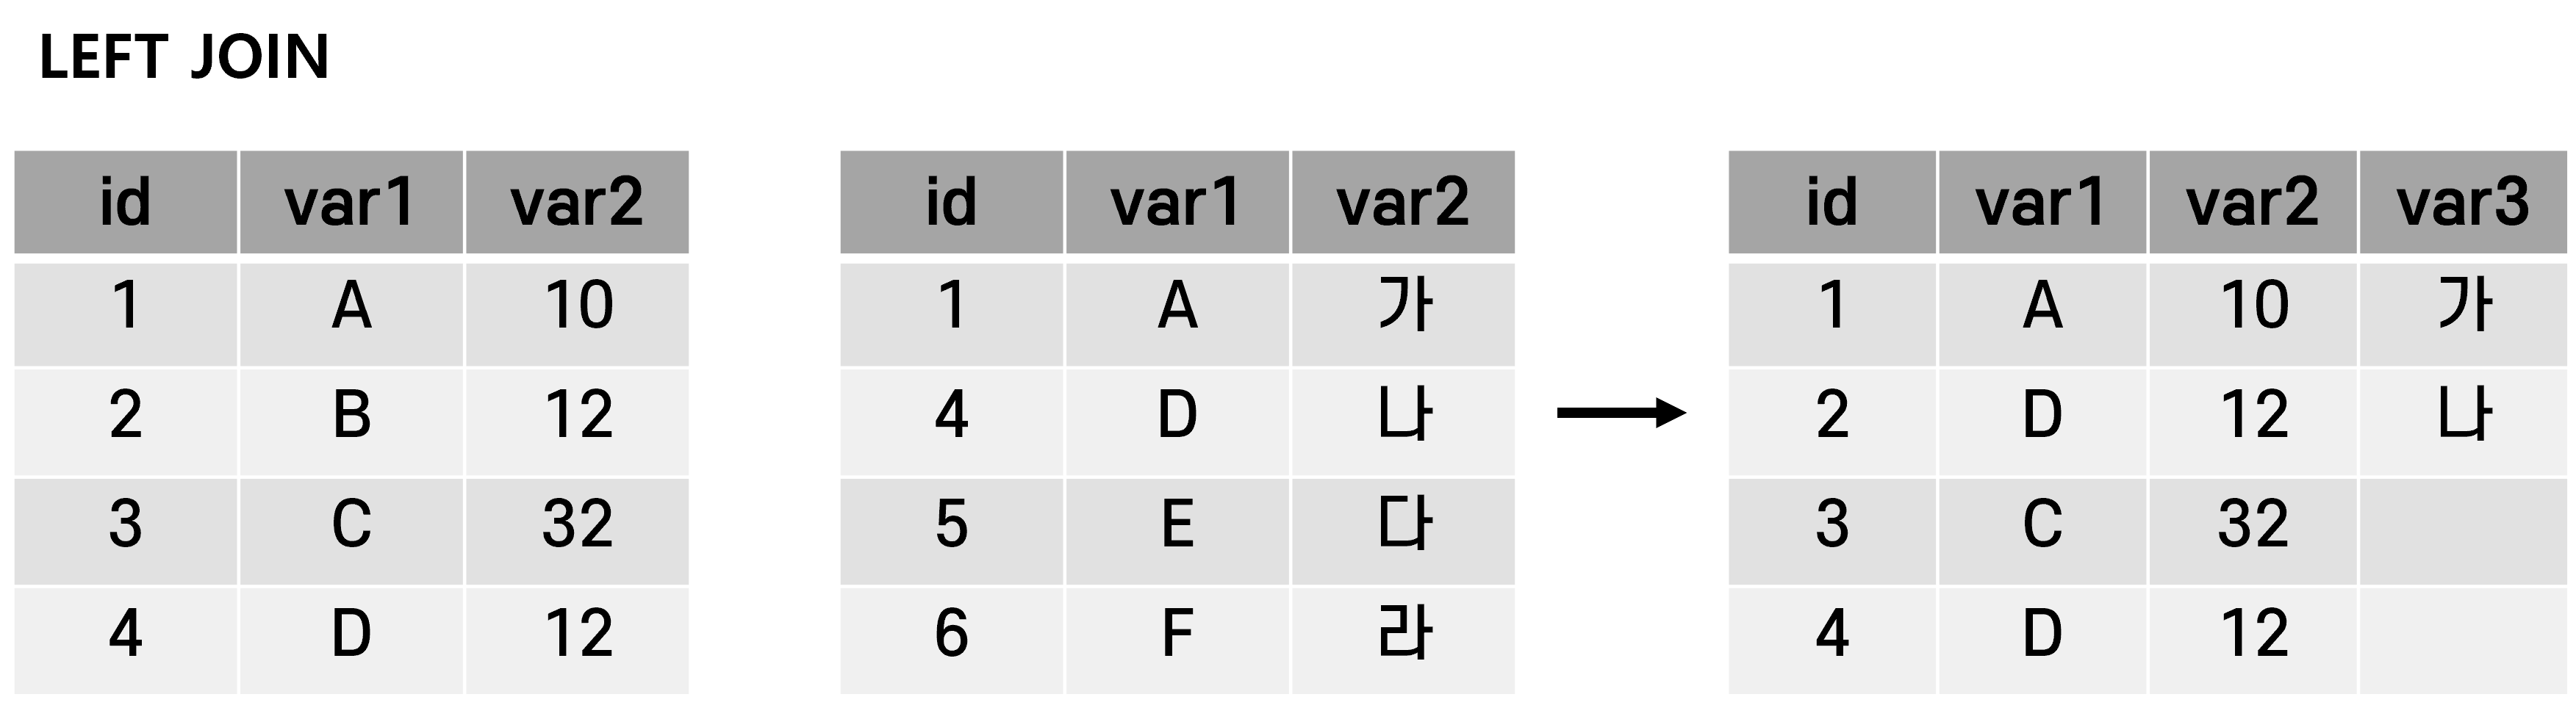 LEFT JOIN
id var1 var2 id var1 var2 id var1 var2 var3
1 A 10 1 A 가 1 A 10 가
2 B 12 4 D 나 2 D 12 나
3 C 32 5 E 다 3 C 32
4 D 12 6 F 라 4 D 12